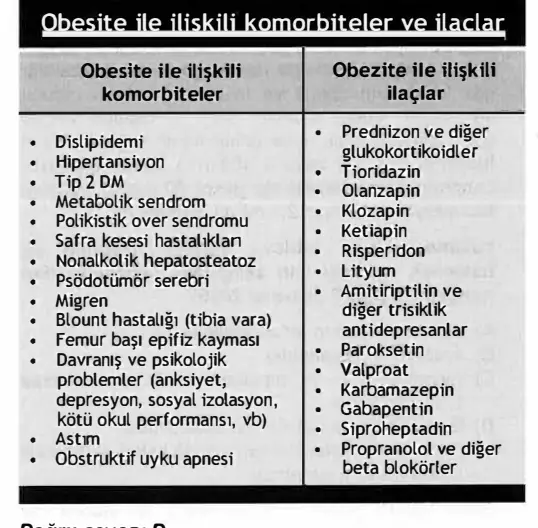 Obesite ile iliskili komorbiteler ve ilaclar
Obesite ile ilişkili
komorbiteler
• Dislipidemi
• Hipertansiyon
• Tip 2 DM
• Metabolik sendrom
• Polikistik over sendromu
• Safra kesesi hastalıkları
• Nonalkolik hepatosteatoz
• Psödotümör serebri
• Migren
• Blount hastalığı (tibia vara)
• Femur başı epifiz kayması
• Davranış ve psikolojik
problemler (anksiyet,
depresyon, sosyal izolasyon,
kötü okul performansı, vb)
• Astım
• Obstruktif uyku apnesi
Obezite ile ilişkili
ilaçlar
• Prednizon ve diğer
glukokortikoidler
• Tioridazin
• Olanzapin
• Klozapin
• Ketiapin
• Risperidon
• Lityum
• Amitiriptilin ve
diğer trisiklik
antidepresanlar
• Paroksetin
• Valproat
• Karbamazepin
• Gabapentin
• Siproheptadin
• Propranolol ve diğer
beta blokörler